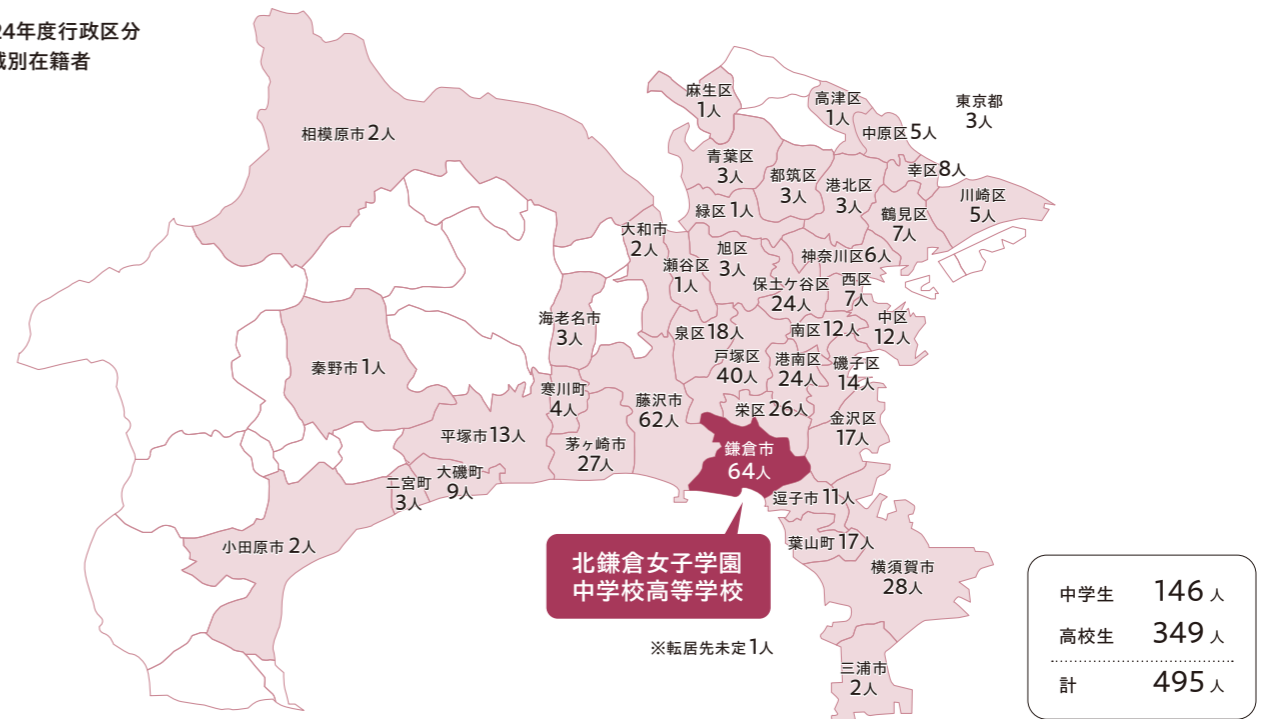 24年度行政区分
域別在籍者
麻生区
1人
高津区
1人
東京都
3人
中原区5人
相模原市2人
青葉区
3人
都筑区
3人
港北区
3人
幸区8人
川崎区
5人
緑区1人
鶴見区
7人
大和市
2人
瀬谷区
1人
旭区
3人
神奈川区6人
保土ケ谷区
24人
西区
7人
海老名市
3人
泉区18人
南区12人
中区
12人
秦野市1人
戸塚区
40人
港南区
24人
磯子区
14人
寒川町
4人
藤沢市
62人
栄区26人
金沢区
17人
平塚市13人
茅ヶ崎市
27人
鎌倉市
64人
二宮町
3人
大磯町
9人
逗子市11人
小田原市2人
葉山町17人
北鎌倉女子学園
中学校高等学校
横須賀市
28人
※転居先未定1人
三浦市
2人
中学生 146人
高校生 349人
計 495人